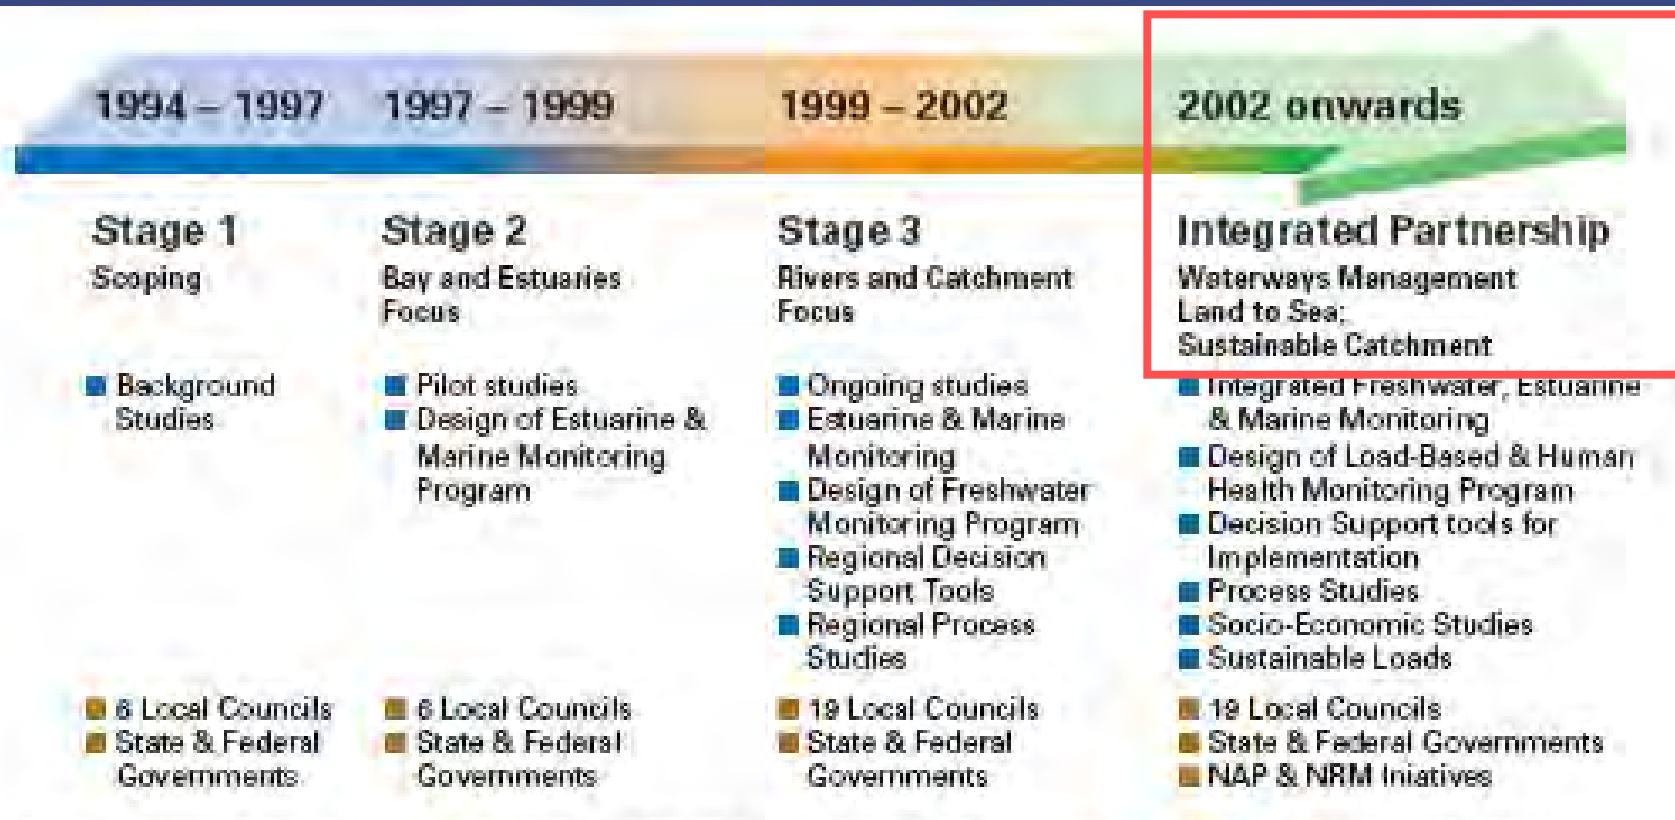 1994 – 1997
1997 – 1999
1999 – 2002
2002 onwards
Stage 1
Scoping
Background
Studies
6 Local Councils
State & Federal
Governments
Stage 2
Bay and Estuaries
Focus
Pilot studies
Design of Estuarine &
Marine Monitoring
Program
6 Local Councils
State & Federal
Governments
Stage 3
Rivers and Catchment
Focus
Ongoing studies
Estuarine & Marine
Monitoring
Design of Freshwater
Monitoring Program
Regional Decision
Support Tools
Regional Process
Studies
19 Local Councils
State & Federal
Governments
Integrated Partnership
Waterways Management
Land to Sea;
Sustainable Catchment
Integrated Freshwater, Estuarine
& Marine Monitoring
Design of Load-Based & Human
Health Monitoring Program
Decision Support tools for
Implementation
Process Studies
Socio-Economic Studies
Sustainable Loads
19 Local Councils
State & Federal Governments
NAP & NRM Iniatives